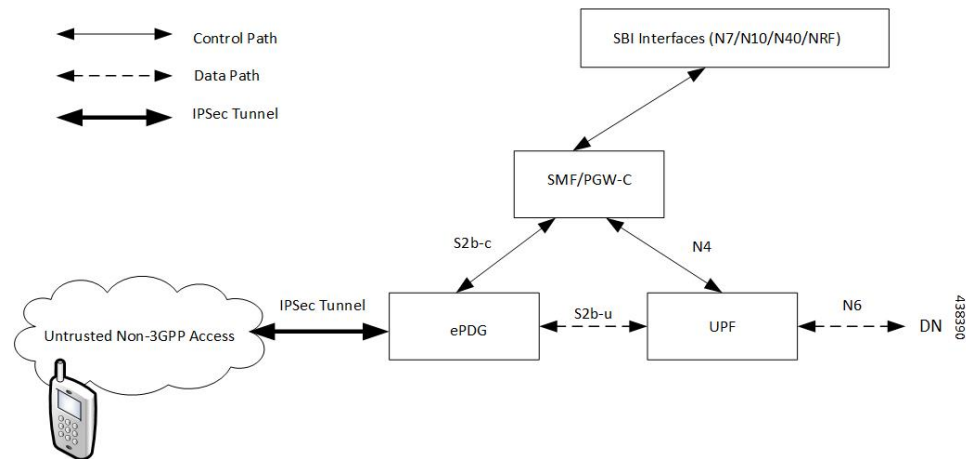 Control Path
Data Path
IPSec Tunnel
SBI Interfaces (N7/N10/N40/NRF)
SMF/PGW-C
S2b-c
N4
Untrusted Non-3GPP Access
IPSec Tunnel
ePDG
S2b-u
UPF
N6
DN
438390